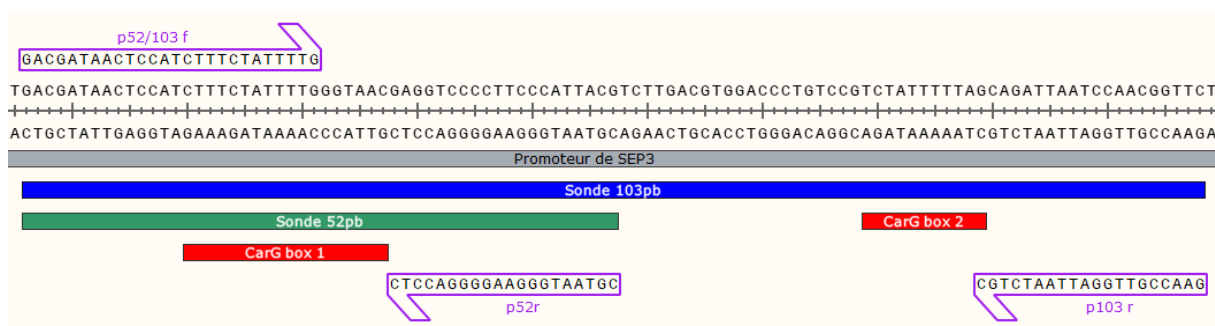 p52/103 f
GACGATAACTCCATCTTTCTATTTTG
TGACGATAACTCCATCTTTCTATTTTGGGTAACGAGGTCCCCTTCCCATTACGTCTTGACGTGGACCCTGTCCGTCTATTTTTAGCAGATTAATCCAACGGTTCT
ACTGCTATTGAGGTAGAAAGATAAAACCCATTGCTCCAGGGGAAGGGTAATGCAGAACTGCACCTGGGACAGGCAGATAAAAATCGTCTAATTAGGTTGCCAAGA
Promoteur de SEP3
Sonde 103pb
Sonde 52pb
CarG box 2
CarG box 1
CTCCAGGGGAAGGGTAATGC
CGTCTAATTAGGTTGCCAAG
p52r
p103 r